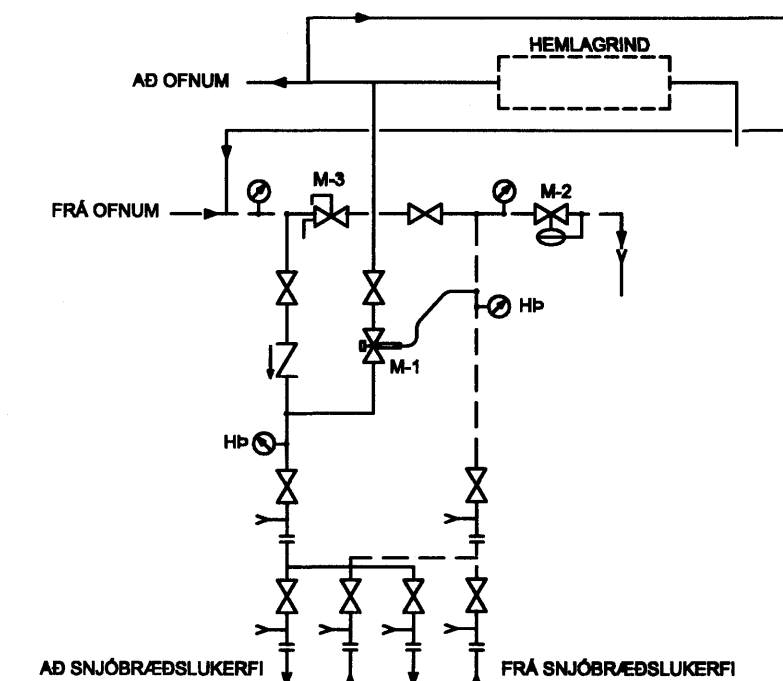 HEMLAGRIND
AÐ OFNUM
M-3
M-2
FRÁ OFNUM
HÞ
M-1
HÞ
AÐ SNJÓBRÆÐSLUKERFI
FRÁ SNJÓBRÆÐSLUKERFI